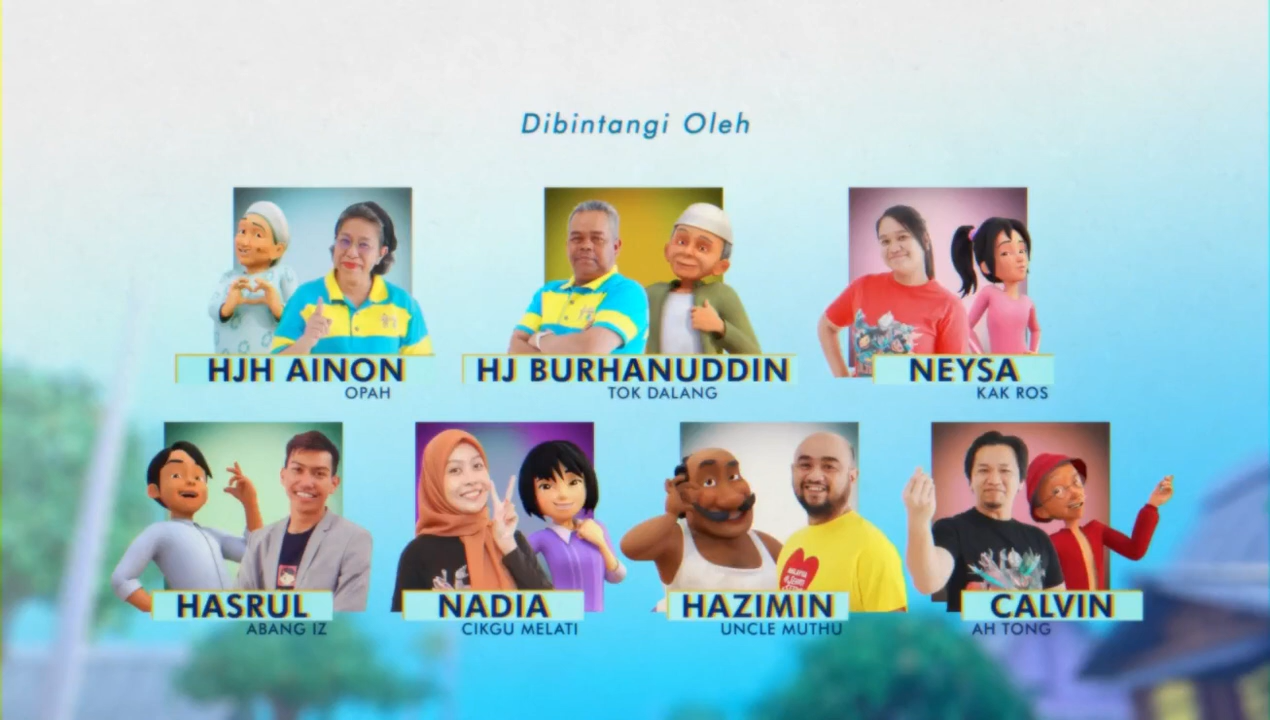 Dibintangi Oleh
HJH AINON
OPAH
HJ BURHANUDDIN
TOK DALANG
NEYSA
KAK ROS
HASRUL
ABANG IZ
NADIA
CIKGU MELATI
HAZIMIN
UNCLE MUTHU
CALVIN
AH TONG